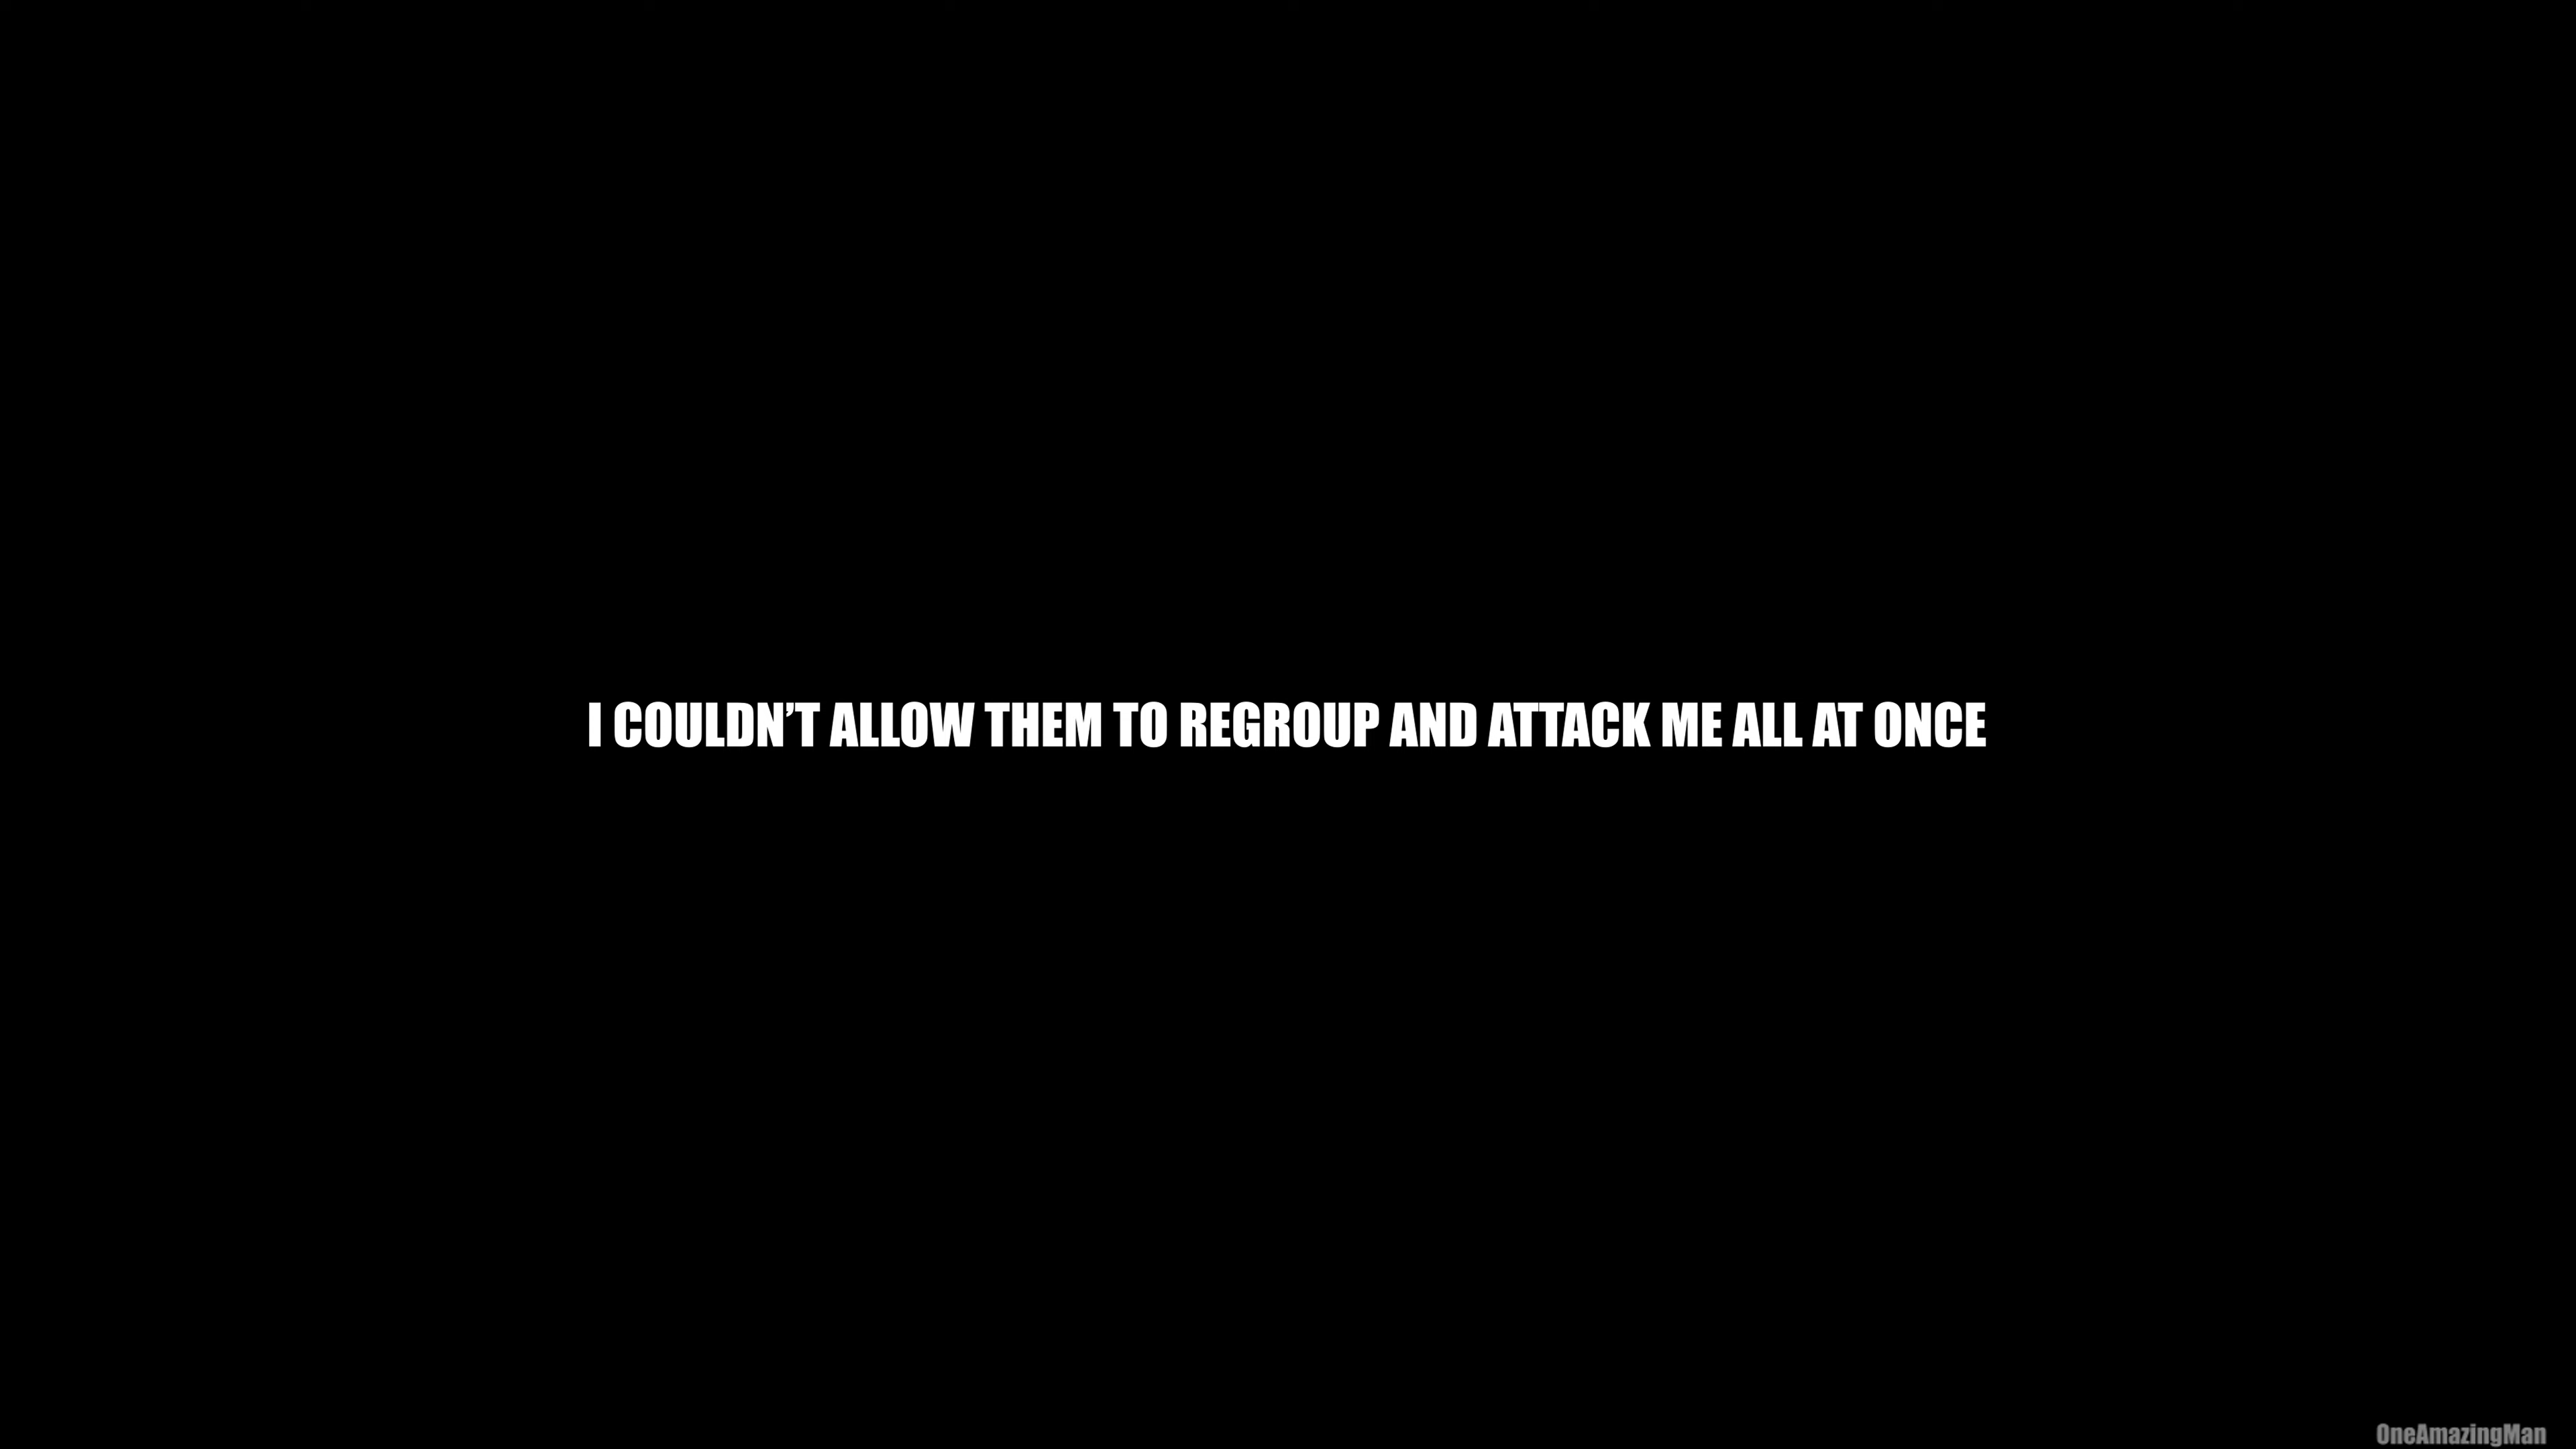 I COULDN’T ALLOW THEM TO REGROUP AND ATTACK ME ALL AT ONCE
OneAmazingMan